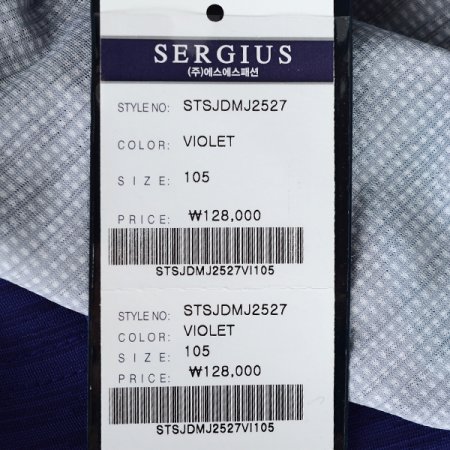 SERGIUS
(주)에스에스패션
STYLE NO: STSJDMJ2527
COLOR: VIOLET
SIZE: 105
PRICE: ₩128,000
STSJDMJ2527VI105
STYLE NO: STSJDMJ2527
COLOR: VIOLET
SIZE: 105
PRICE: ₩128,000
STSJDMJ2527VI105